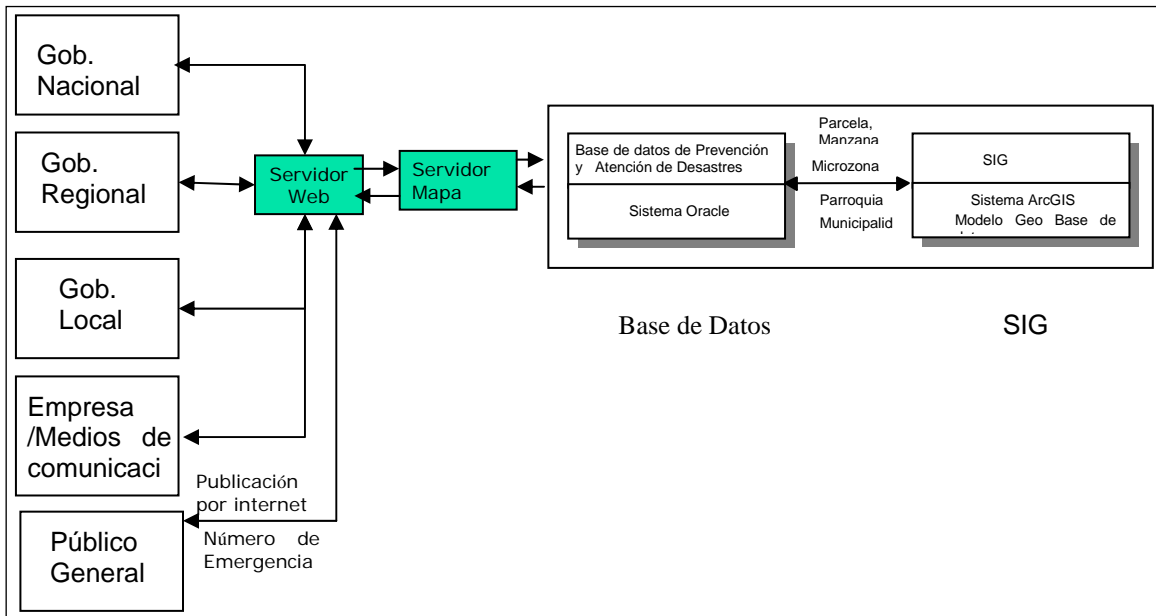 Gob.
Nacional
Gob.
Regional
Gob.
Local
Empresa
/Medios de
comunicaci
Público
General
Publicación
por internet
Número de
Emergencia
Servidor
Web
Servidor
Mapa
Base de datos de Prevención
y Atención de Desastres
Sistema Oracle
Parcela,
Manzana
Microzona
Parroquia
Municipalid
SIG
Sistema ArcGIS
Modelo Geo Base de
Base de Datos
SIG